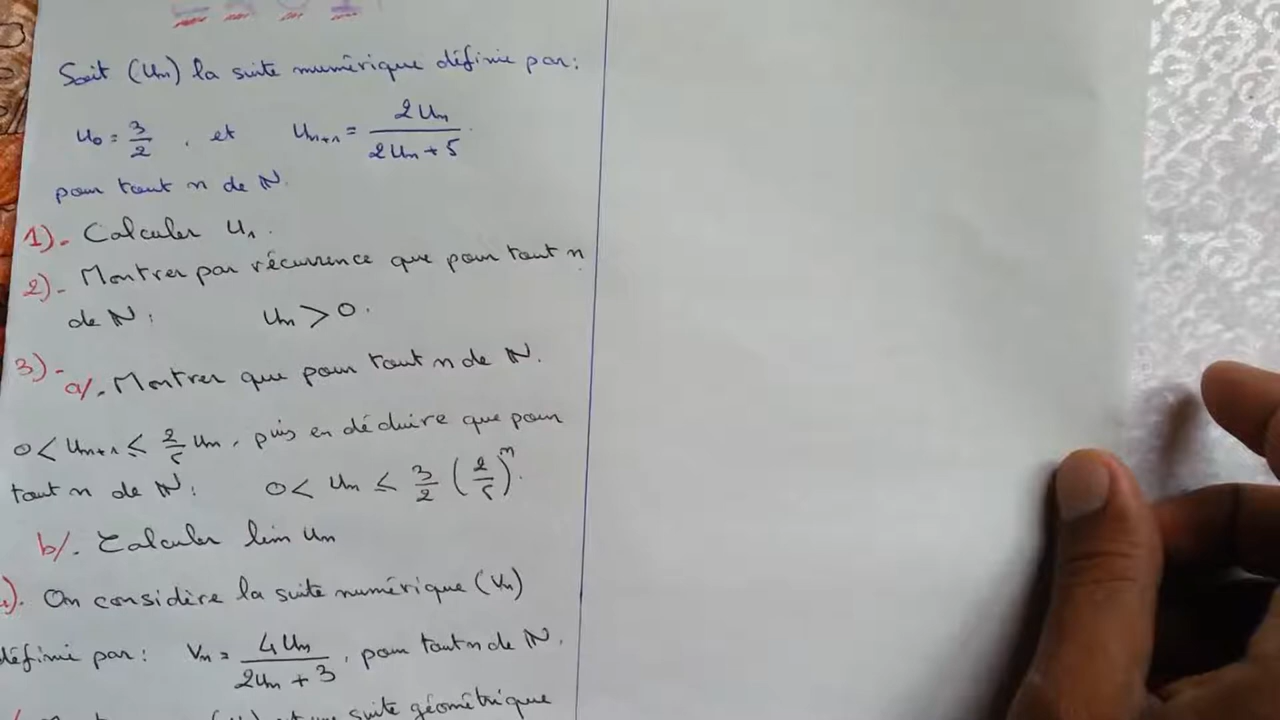 Soit (Un) la suite numérique définie par:
U0 = 3/2 , et Un+1 = 2Un / 2Un + 5
pour tout n de ℕ.
1)- Calculer U1.
2)- Montrer par récurrence que pour tout n
de ℕ: Un > 0.
3)-
a/- Montrer que pour tout n de ℕ.
0 < Un+1 ≤ 2/5 Un, puis en déduire que pour
tout n de ℕ: 0 < Un ≤ 3/2 (2/5)^n.
b/. Calculer lim Un
). On considère la suite numérique (Vn)
définie par: Vn = 4Un / 2Un + 3 , pour tout n de ℕ.
suite géométrique